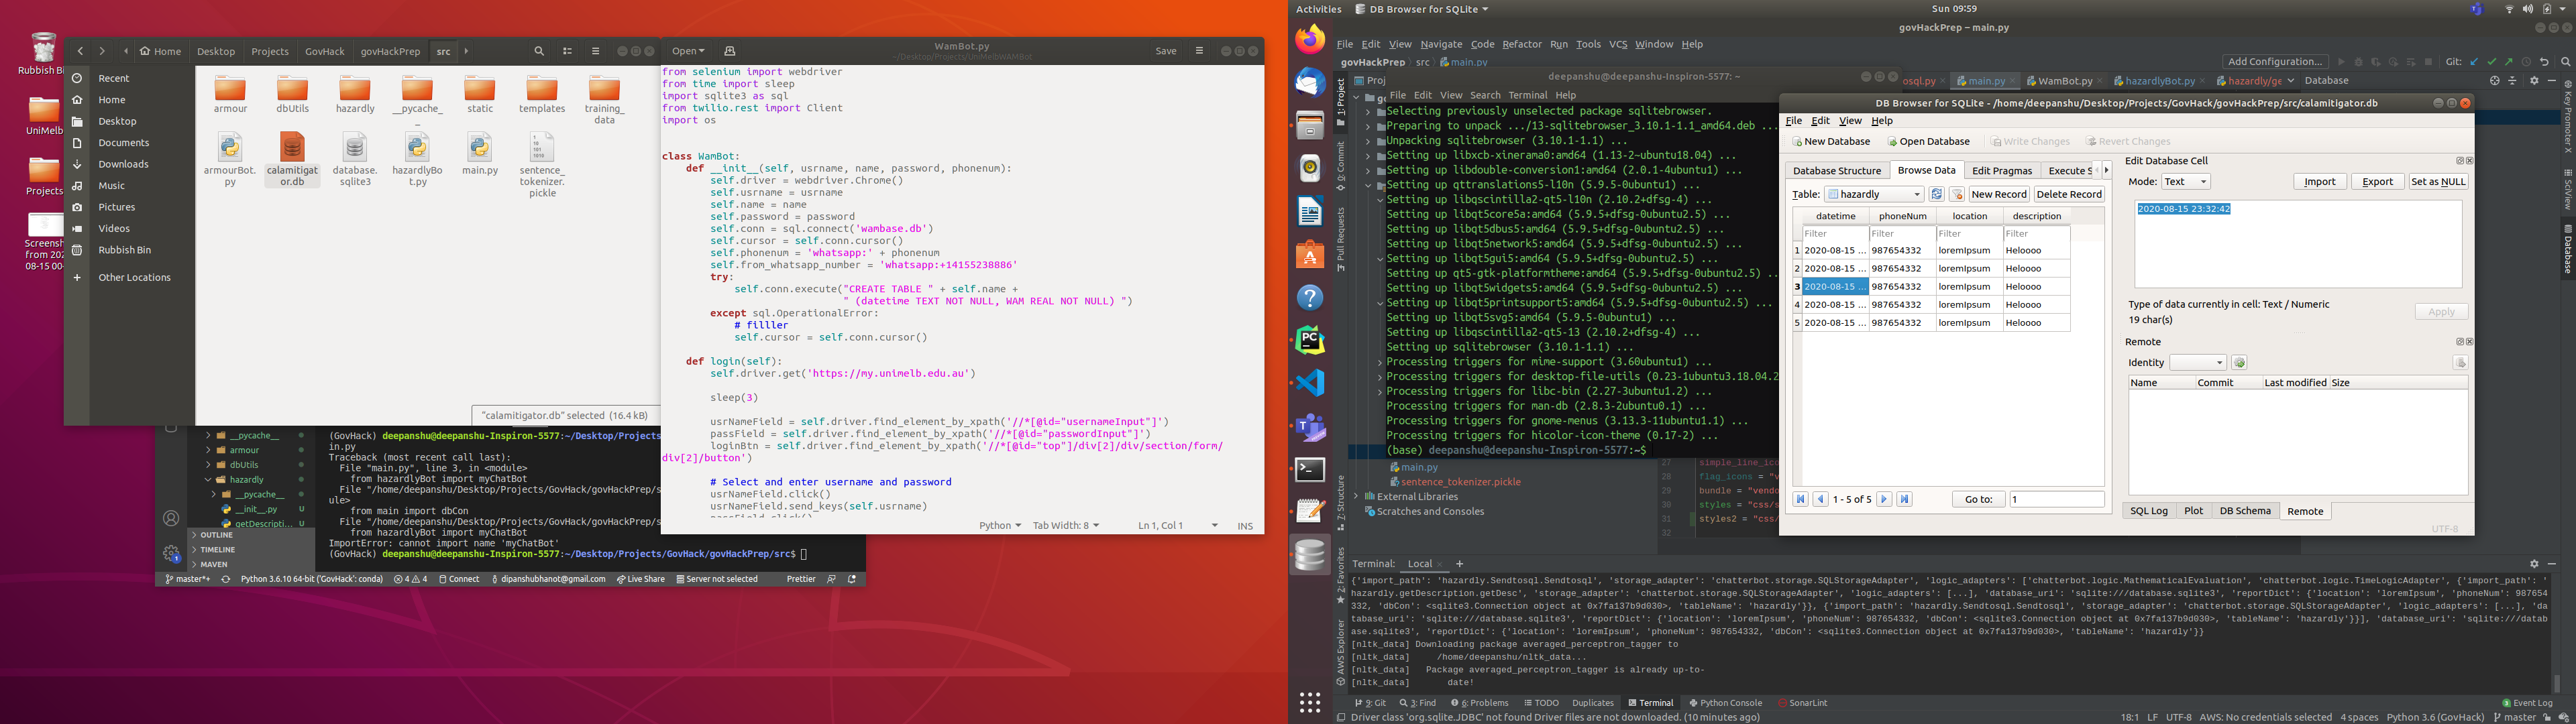 Rubbish Bi
UniMelb
Projects
Screensh
from 202
08-15 00-
Home
Desktop
Projects
GovHack
govHackPrep
src
Recent
Home
Desktop
Documents
Downloads
Music
Pictures
Videos
Rubbish Bin
Other Locations
armour
dbUtils
hazardly
__pycache_
_
static
templates
training_
data
armourBot.
py
calamitigat
or.db
database.
sqlite3
hazardlyBo
t.py
main.py
sentence_
tokenizer.
pickle
"calamitigator.db" selected (16.4 kB)
Open
WamBot.py
~/Desktop/Projects/UniMelbWAMBot
Save
from selenium import webdriver
from time import sleep
import sqlite3 as sql
from twilio.rest import Client
import os
class WamBot:
def __init__(self, usrname, name, password, phonenum):
self.driver = webdriver.Chrome()
self.usrname = usrname
self.name = name
self.password = password
self.conn = sql.connect('wambase.db')
self.cursor = self.conn.cursor()
self.phonenum = 'whatsapp:' + phonenum
self.from_whatsapp_number = 'whatsapp:+14155238886'
try:
self.conn.execute("CREATE TABLE " + self.name +
" (datetime TEXT NOT NULL, WAM REAL NOT NULL) ")
except sql.OperationalError:
# filller
self.cursor = self.conn.cursor()
def login(self):
self.driver.get('https://my.unimelb.edu.au')
sleep(3)
usrNameField = self.driver.find_element_by_xpath('//*[@id="usernameInput"]')
passField = self.driver.find_element_by_xpath('//*[@id="passwordInput"]')
loginBtn = self.driver.find_element_by_xpath('//*[@id="top"]/div[2]/div/section/form/
div[2]/button')
# Select and enter username and password
usrNameField.click()
usrNameField.send_keys(self.usrname)
Python
Tab Width: 8
Ln 1, Col 1
INS
__pycache__
armour
dbUtils
hazardly
__pycache__
__init__.py U
getDescripti... U
OUTLINE
TIMELINE
MAVEN
(GovHack) deepanshu@deepanshu-Inspiron-5577:~/Desktop/Projects
in.py
Traceback (most recent call last):
File "main.py", line 3, in <module>
from hazardlyBot import myChatBot
File "/home/deepanshu/Desktop/Projects/GovHack/govHackPrep/s
ule>
from main import dbCon
File "/home/deepanshu/Desktop/Projects/GovHack/govHackPrep/s
from hazardlyBot import myChatBot
ImportError: cannot import name 'myChatBot'
(GovHack) deepanshu@deepanshu-Inspiron-5577:~/Desktop/Projects/GovHack/govHackPrep/src$
master*+
Python 3.6.10 64-bit ('GovHack': conda)
4
4
Connect
dipanshubhanot@gmail.com
Live Share
Server not selected
Prettier
Activities
DB Browser for SQLite
Sun 09:59
govHackPrep – main.py
File Edit View Navigate Code Refactor Run Tools VCS Window Help
govHackPrep
src
main.py
Add Configuration...
Git:
Proj
osql.py
main.py
WamBot.py
hazardlyBot.py
hazardly/ge
Database
deepanshu@deepanshu-Inspiron-5577: ~
File Edit View Search Terminal Help
Selecting previously unselected package sqlitebrowser.
Preparing to unpack .../13-sqlitebrowser_3.10.1-1.1_amd64.deb ...
Unpacking sqlitebrowser (3.10.1-1.1) ...
Setting up libxcb-xinerama0:amd64 (1.13-2~ubuntu18.04) ...
Setting up libdouble-conversion1:amd64 (2.0.1-4ubuntu1) ...
Setting up qttranslations5-l10n (5.9.5-0ubuntu1) ...
Setting up libqscintilla2-qt5-l10n (2.10.2+dfsg-4) ...
Setting up libqt5core5a:amd64 (5.9.5+dfsg-0ubuntu2.5) ...
Setting up libqt5dbus5:amd64 (5.9.5+dfsg-0ubuntu2.5) ...
Setting up libqt5network5:amd64 (5.9.5+dfsg-0ubuntu2.5) ...
Setting up libqt5gui5:amd64 (5.9.5+dfsg-0ubuntu2.5) ...
Setting up qt5-gtk-platformtheme:amd64 (5.9.5+dfsg-0ubuntu2.5) ...
Setting up libqt5widgets5:amd64 (5.9.5+dfsg-0ubuntu2.5) ...
Setting up libqt5printsupport5:amd64 (5.9.5+dfsg-0ubuntu2.5) ...
Setting up libqt5svg5:amd64 (5.9.5-0ubuntu1) ...
Setting up libqscintilla2-qt5-13 (2.10.2+dfsg-4) ...
Setting up sqlitebrowser (3.10.1-1.1) ...
Processing triggers for mime-support (3.60ubuntu1) ...
Processing triggers for desktop-file-utils (0.23-1ubuntu3.18.04.2
Processing triggers for libc-bin (2.27-3ubuntu1.2) ...
Processing triggers for man-db (2.8.3-2ubuntu0.1) ...
Processing triggers for gnome-menus (3.13.3-11ubuntu1.1) ...
Processing triggers for hicolor-icon-theme (0.17-2) ...
(base) deepanshu@deepanshu-Inspiron-5577:~$
main.py
sentence_tokenizer.pickle
External Libraries
Scratches and Consoles
27 simple_line_ico
28 flag_icons = "v
29 bundle = "vendo
30 styles = "css/s
31 styles2 = "css/
32
DB Browser for SQLite - /home/deepanshu/Desktop/Projects/GovHack/govHackPrep/src/calamitigator.db
File Edit View Help
New Database
Open Database
Write Changes
Revert Changes
Database Structure
Browse Data
Edit Pragmas
Execute S
Table:
hazardly
New Record
Delete Record
datetime phoneNum location description
Filter Filter Filter Filter
1 2020-08-15 ... 987654332 loremIpsum Heloooo
2 2020-08-15 ... 987654332 loremIpsum Heloooo
3 2020-08-15 ... 987654332 loremIpsum Heloooo
4 2020-08-15 ... 987654332 loremIpsum Heloooo
5 2020-08-15 ... 987654332 loremIpsum Heloooo
1 - 5 of 5
Go to:
1
Edit Database Cell
Mode:
Text
Import
Export
Set as NULL
2020-08-15 23:32:42
Type of data currently in cell: Text / Numeric
19 char(s)
Apply
Remote
Identity
Name Commit Last modified Size
SQL Log
Plot
DB Schema
Remote
UTF-8
1: Project
0: Commit
Pull Requests
7: Structure
2: Favorites
AWS Explorer
Key Promoter X
SciView
Database
Terminal:
Local
{'import_path': 'hazardly.Sendtosql.Sendtosql', 'storage_adapter': 'chatterbot.storage.SQLStorageAdapter', 'logic_adapters': ['chatterbot.logic.MathematicalEvaluation', 'chatterbot.logic.TimeLogicAdapter', {'import_path': '
hazardly.getDescription.getDesc', 'storage_adapter': 'chatterbot.storage.SQLStorageAdapter', 'logic_adapters': [...], 'database_uri': 'sqlite:///database.sqlite3', 'reportDict': {'location': 'loremIpsum', 'phoneNum': 987654
332, 'dbCon': <sqlite3.Connection object at 0x7fa137b9d030>, 'tableName': 'hazardly'}}, {'import_path': 'hazardly.Sendtosql.Sendtosql', 'storage_adapter': 'chatterbot.storage.SQLStorageAdapter', 'logic_adapters': [...], 'da
tabase_uri': 'sqlite:///database.sqlite3', 'reportDict': {'location': 'loremIpsum', 'phoneNum': 987654332, 'dbCon': <sqlite3.Connection object at 0x7fa137b9d030>, 'tableName': 'hazardly'}}], 'database_uri': 'sqlite:///datab
ase.sqlite3', 'reportDict': {'location': 'loremIpsum', 'phoneNum': 987654332, 'dbCon': <sqlite3.Connection object at 0x7fa137b9d030>, 'tableName': 'hazardly'}}
[nltk_data] Downloading package averaged_perceptron_tagger to
[nltk_data] /home/deepanshu/nltk_data...
[nltk_data] Package averaged_perceptron_tagger is already up-to-
[nltk_data] date!
9: Git
3: Find
6: Problems
TODO
Duplicates
Terminal
Python Console
SonarLint
Event Log
Driver class 'org.sqlite.JDBC' not found Driver files are not downloaded. (10 minutes ago)
18:1 LF UTF-8 AWS: No credentials selected 4 spaces Python 3.6 (GovHack) master